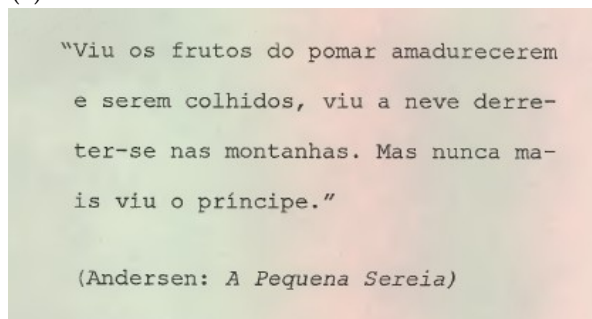 “Viu os frutos do pomar amadurecerem
e serem colhidos, viu a neve derre-
ter-se nas montanhas. Mas nunca ma-
is viu o príncipe.”
(Andersen: A Pequena Sereia)